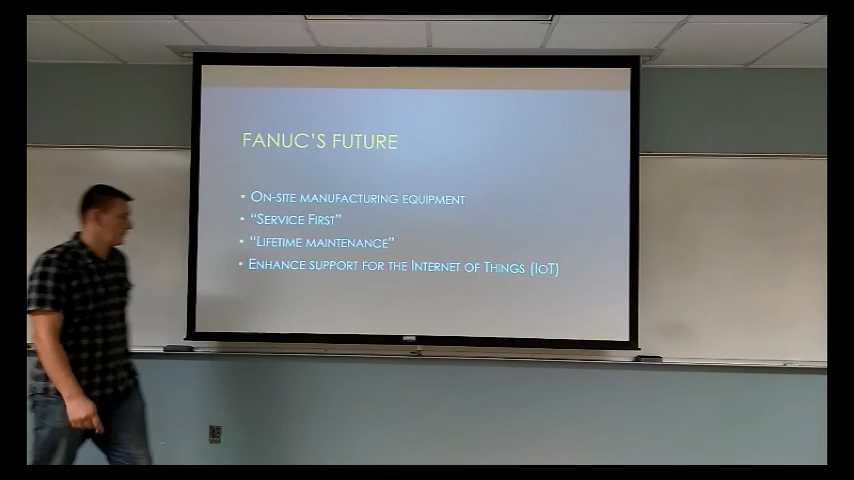 FANUC'S FUTURE
• ON-SITE MANUFACTURING EQUIPMENT
• "SERVICE FIRST"
• "LIFETIME MAINTENANCE"
• ENHANCE SUPPORT FOR THE INTERNET OF THINGS (IOT)